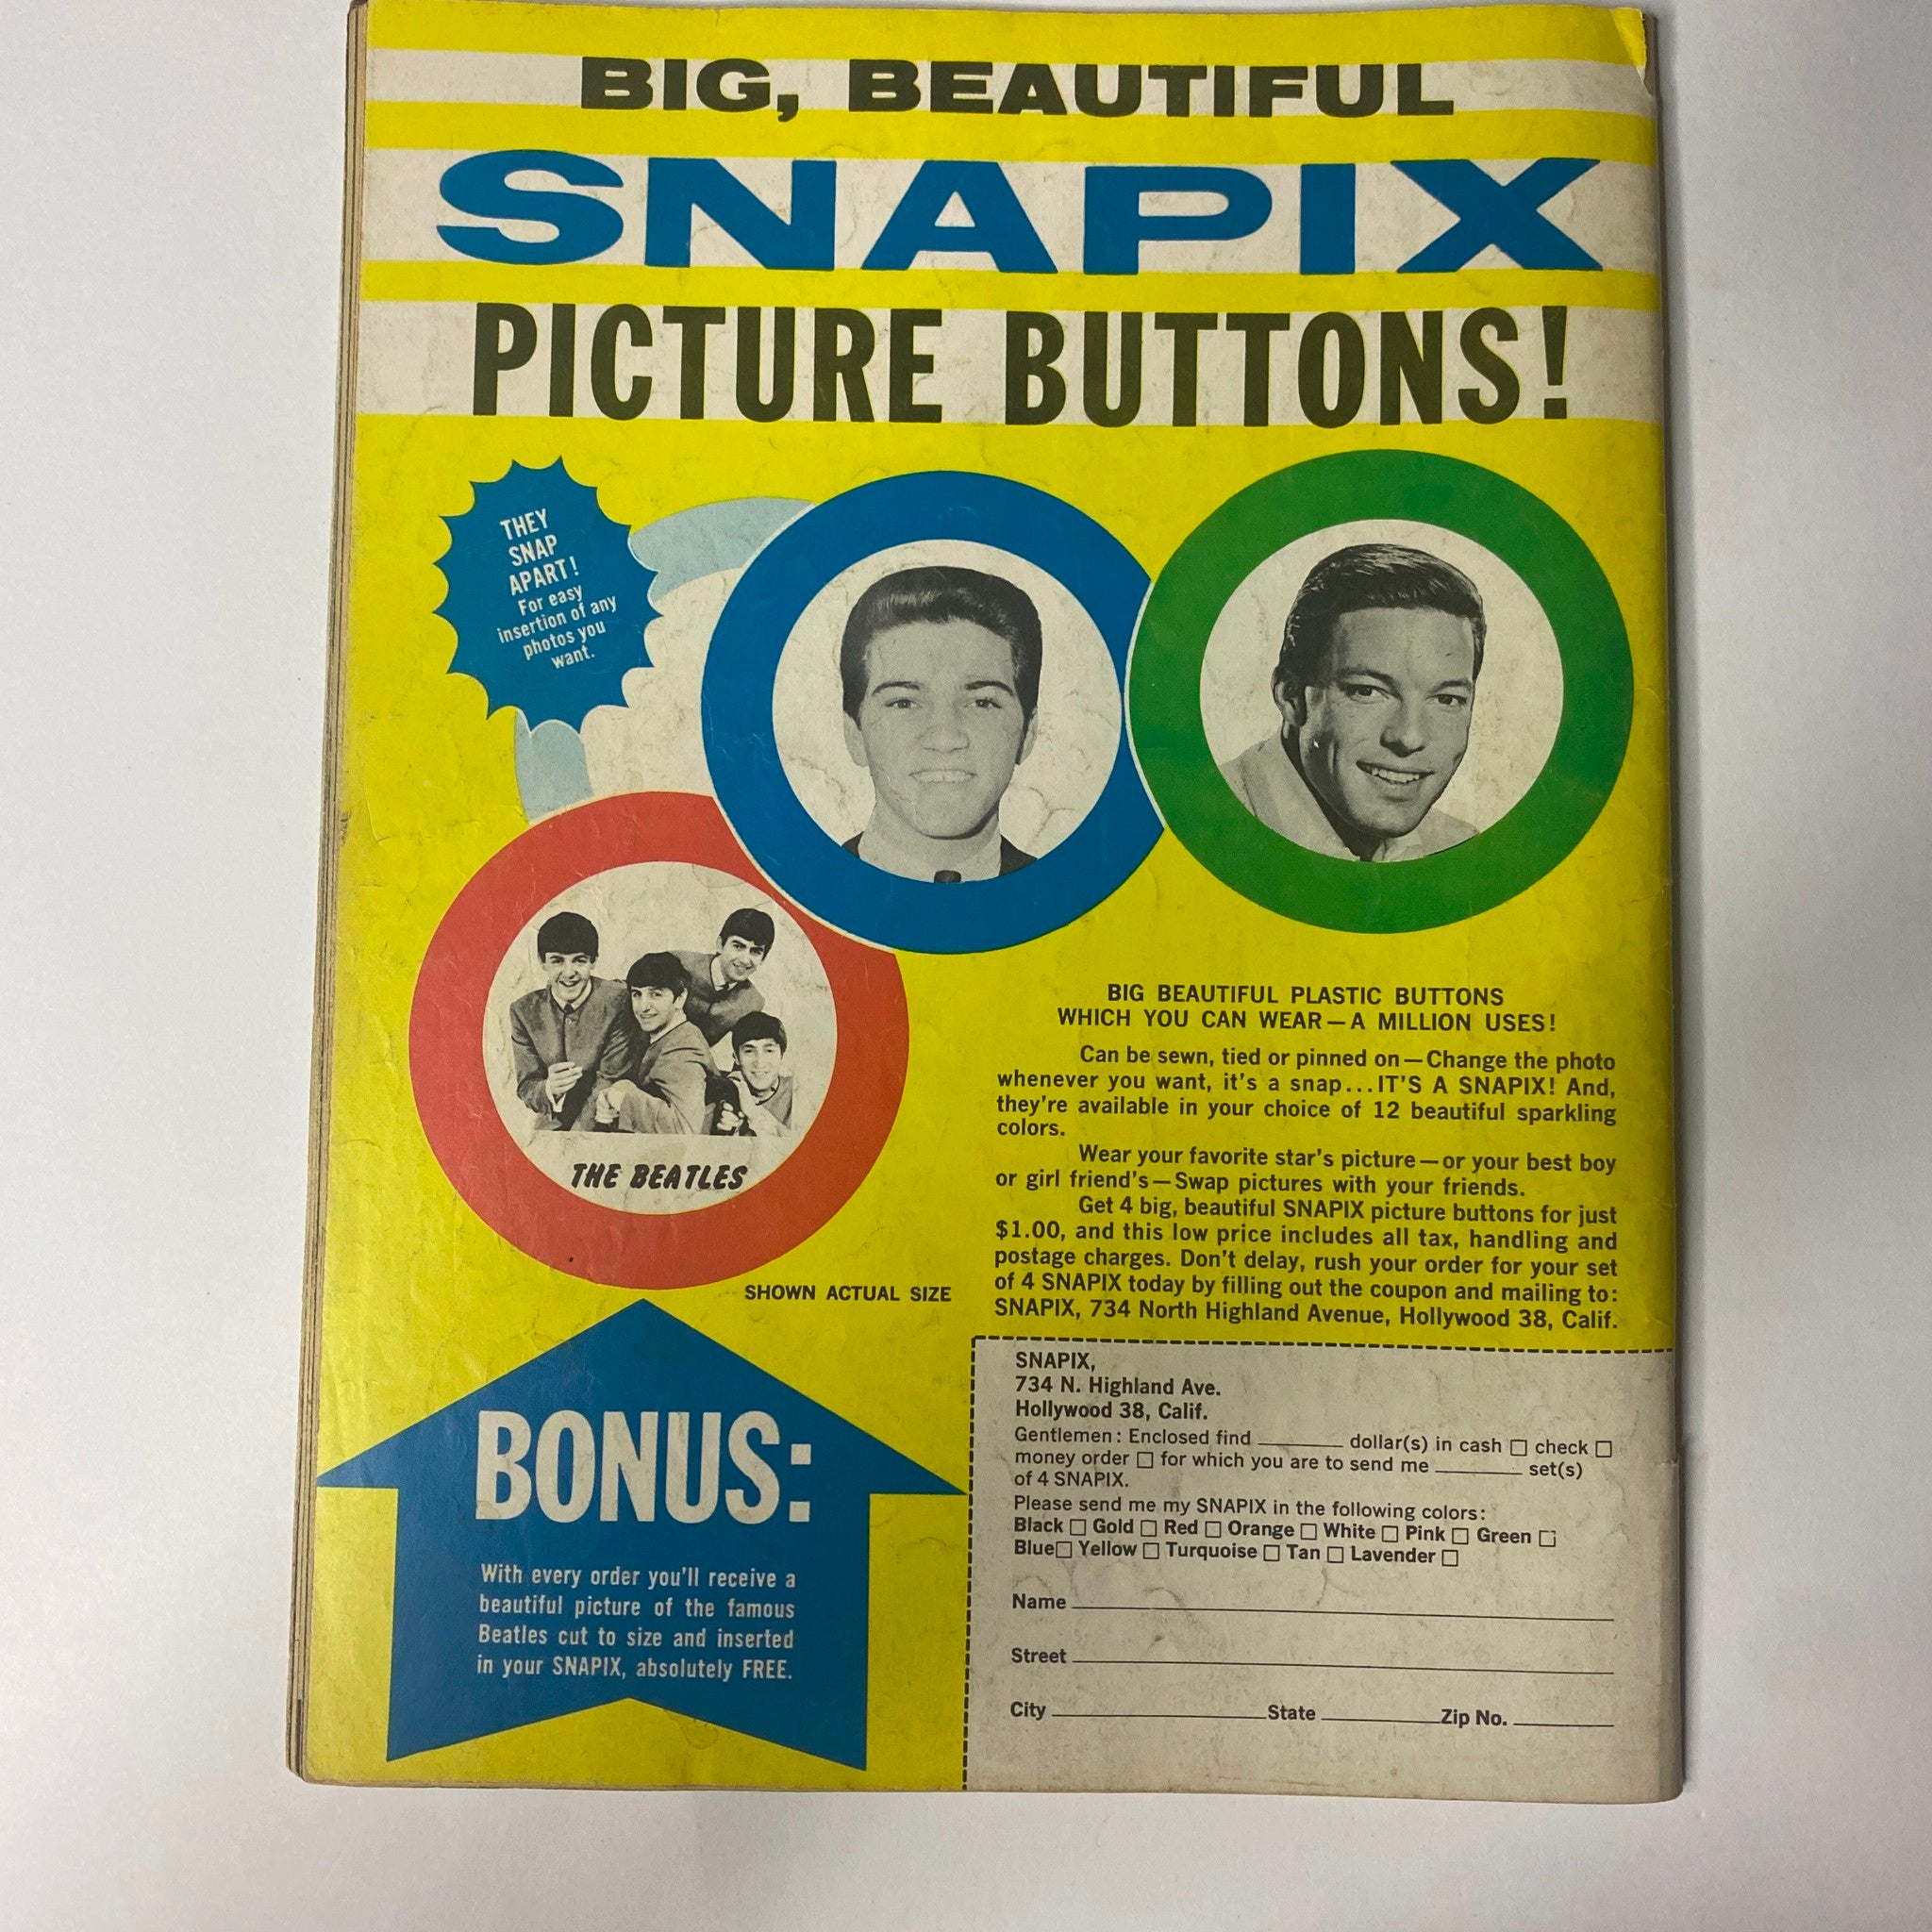 BIG, BEAUTIFUL
SNAPIX
PICTURE BUTTONS!
THEY
SNAP
APART!
For easy
insertion of any
photos you
want.
THE BEATLES
SHOWN ACTUAL SIZE
BIG BEAUTIFUL PLASTIC BUTTONS
WHICH YOU CAN WEAR—A MILLION USES!
Can be sewn, tied or pinned on—Change the photo
whenever you want, it's a snap...IT'S A SNAPIX! And,
they're available in your choice of 12 beautiful sparkling
colors.
Wear your favorite star's picture—or your best boy
or girl friend's—Swap pictures with your friends.
Get 4 big, beautiful SNAPIX picture buttons for just
$1.00, and this low price includes all tax, handling and
postage charges. Don't delay, rush your order for your set
of 4 SNAPIX today by filling out the coupon and mailing to:
SNAPIX, 734 North Highland Avenue, Hollywood 38, Calif.
BONUS:
With every order you'll receive a
beautiful picture of the famous
Beatles cut to size and inserted
in your SNAPIX, absolutely FREE.
SNAPIX,
734 N. Highland Ave.
Hollywood 38, Calif.
Gentlemen: Enclosed find ________ dollar(s) in cash □ check □
money order □ for which you are to send me ________ set(s)
of 4 SNAPIX.
Please send me my SNAPIX in the following colors:
Black □ Gold □ Red □ Orange □ White □ Pink □ Green □
Blue□ Yellow □ Turquoise □ Tan □ Lavender □
Name
Street
City ________ State ________ Zip No. ________